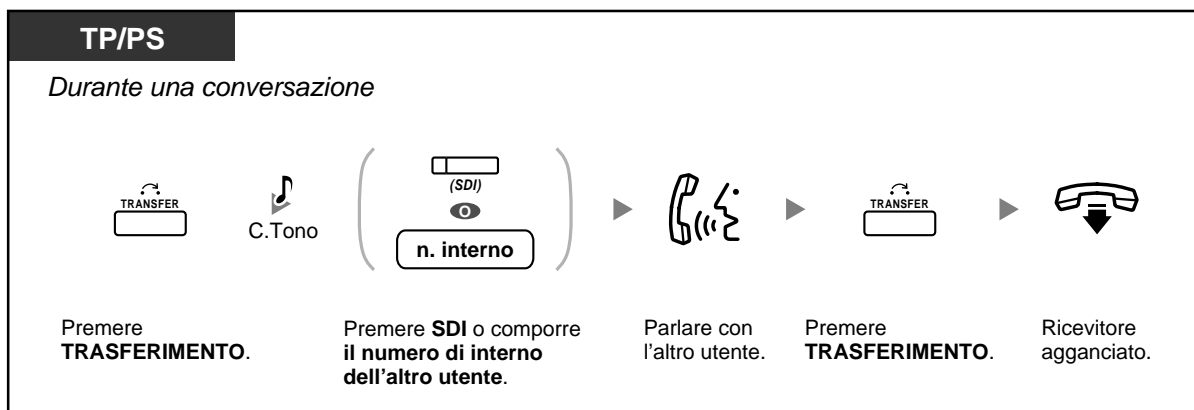 TP/PS
Durante una conversazione
TRANSFER
C.Tono
(SDI)
O
n. interno
TRANSFER
Premere
TRASFERIMENTO.
Premere SDI o comporre
il numero di interno
dell'altro utente.
Parlare con
l'altro utente.
Premere
TRASFERIMENTO.
Ricevitore
agganciato.